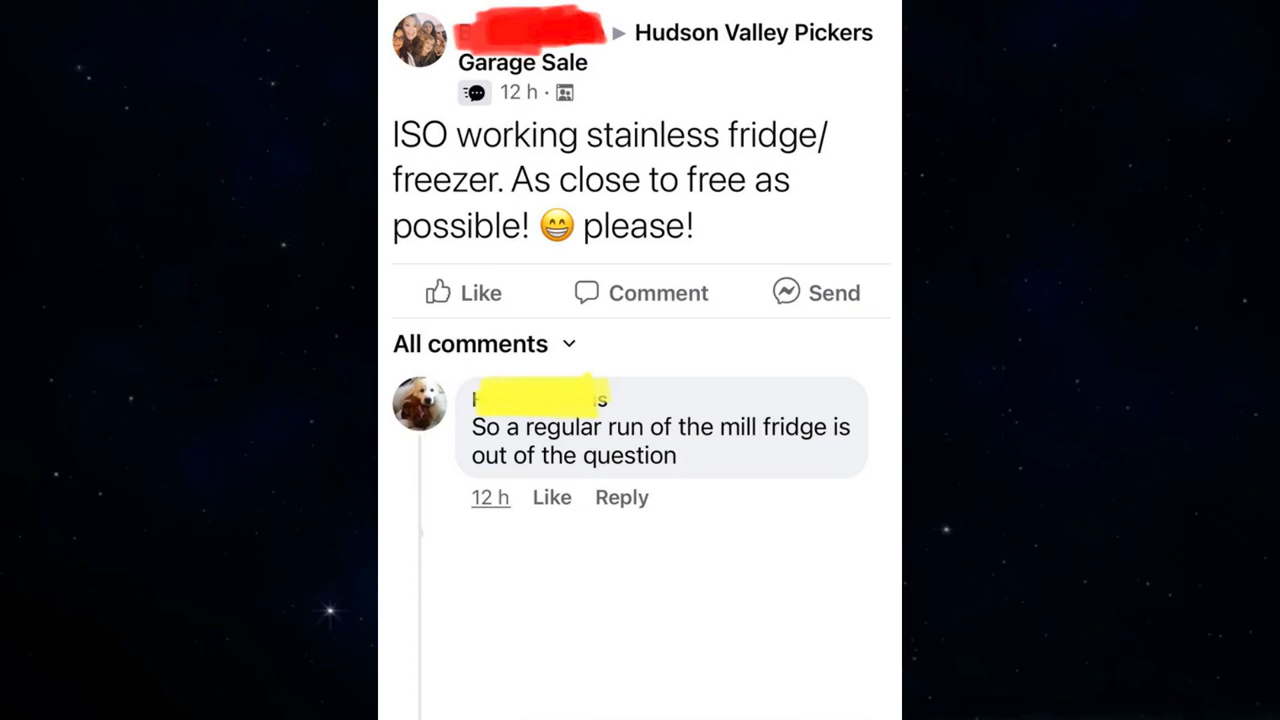 Hudson Valley Pickers
Garage Sale
12 h ·
ISO working stainless fridge/
freezer. As close to free as
possible! 😁 please!
Like Comment Send
All comments
So a regular run of the mill fridge is
out of the question
12 h Like Reply